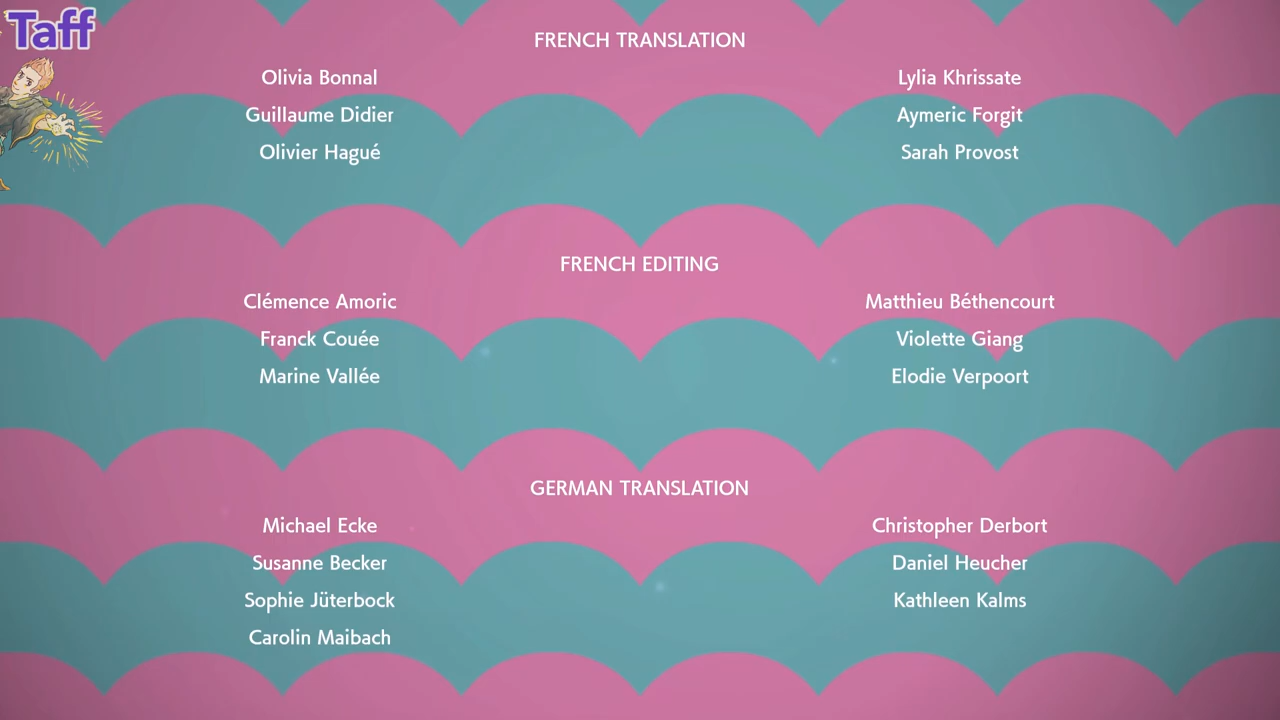 Taff
FRENCH TRANSLATION
Olivia Bonnal Lylia Khrissate
Guillaume Didier Aymeric Forgit
Olivier Hagué Sarah Provost
FRENCH EDITING
Clémence Amoric Matthieu Béthencourt
Franck Couée Violette Giang
Marine Vallée Elodie Verpoort
GERMAN TRANSLATION
Michael Ecke Christopher Derbort
Susanne Becker Daniel Heucher
Sophie Jüterbock Kathleen Kalms
Carolin Maibach